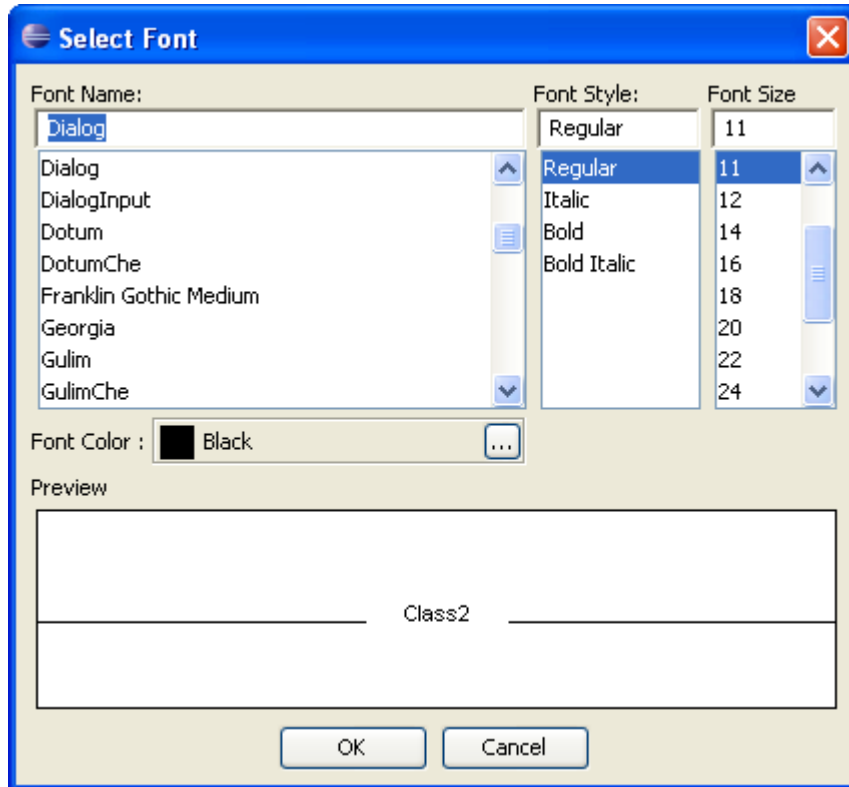 Select Font
Font Name: Font Style: Font Size
Dialog Regular 11
Dialog Regular 11
DialogInput Italic 12
Dotum Bold 14
DotumChe Bold Italic 16
Franklin Gothic Medium 18
Georgia 20
Gulim 22
GulimChe 24
Font Color : Black ...
Preview
Class2
OK Cancel